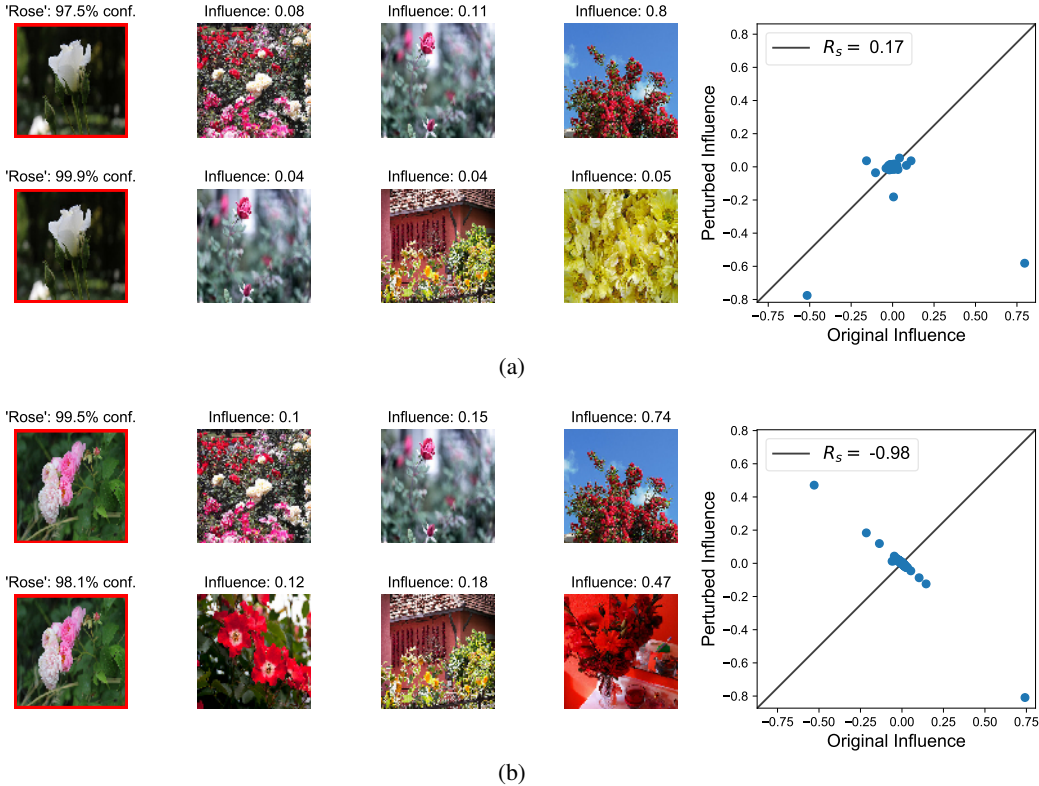 'Rose': 97.5% conf.
Influence: 0.08
Influence: 0.11
Influence: 0.8
'Rose': 99.9% conf.
Influence: 0.04
Influence: 0.04
Influence: 0.05
Perturbed Influence
0.8
0.6
0.4
0.2
0.0
−0.2
−0.4
−0.6
−0.8
Rₛ = 0.17
−0.75 −0.50 −0.25 0.00 0.25 0.50 0.75
Original Influence
(a)
'Rose': 99.5% conf.
Influence: 0.1
Influence: 0.15
Influence: 0.74
'Rose': 98.1% conf.
Influence: 0.12
Influence: 0.18
Influence: 0.47
Perturbed Influence
0.8
0.6
0.4
0.2
0.0
−0.2
−0.4
−0.6
−0.8
Rₛ = -0.98
−0.75 −0.50 −0.25 0.00 0.25 0.50 0.75
Original Influence
(b)